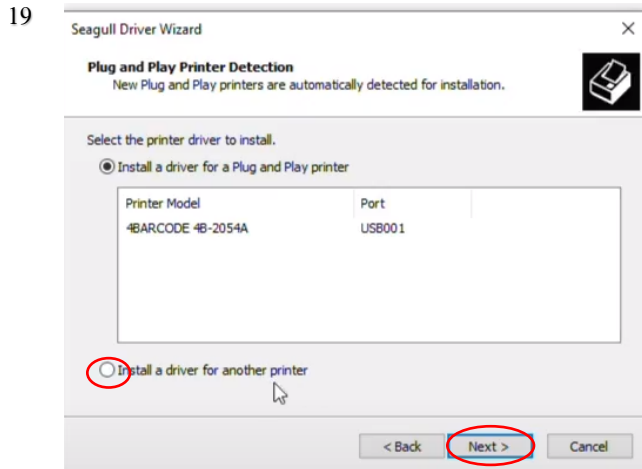 19
Seagull Driver Wizard
Plug and Play Printer Detection
New Plug and Play printers are automatically detected for installation.
Select the printer driver to install.
Install a driver for a Plug and Play printer
Printer Model Port
4BARCODE 4B-2054A USB001
Install a driver for another printer
< Back Next > Cancel